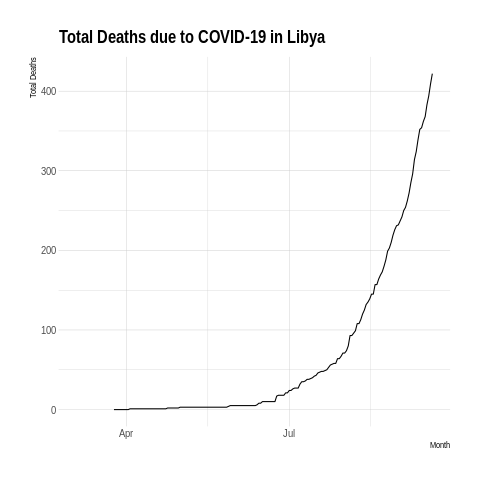 Total Deaths due to COVID-19 in Libya
Total Deaths
400
300
200
100
0
Apr
Jul
Month